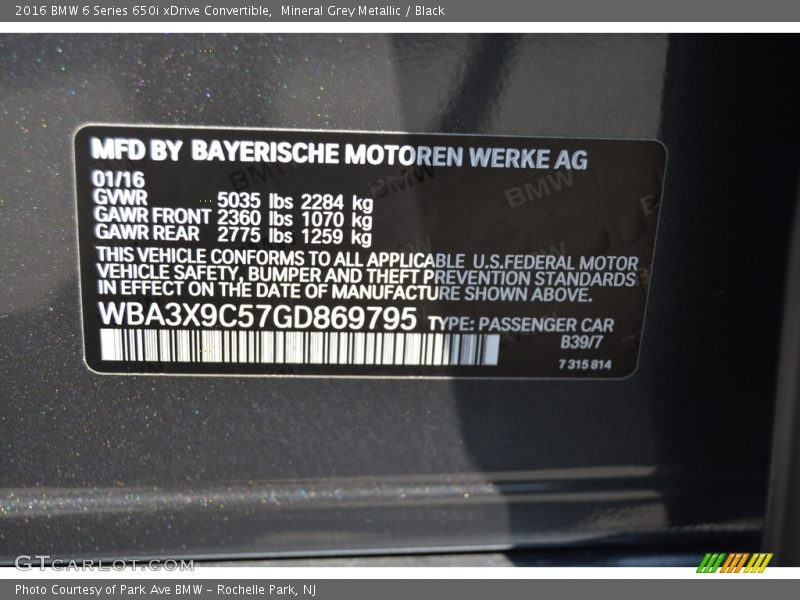 2016 BMW 6 Series 650i xDrive Convertible, Mineral Grey Metallic / Black
MFD BY BAYERISCHE MOTOREN WERKE AG
01/16
GVWR 5035 lbs 2284 kg
GAWR FRONT 2360 lbs 1070 kg
GAWR REAR 2775 lbs 1259 kg
THIS VEHICLE CONFORMS TO ALL APPLICABLE U.S.FEDERAL MOTOR
VEHICLE SAFETY, BUMPER AND THEFT PREVENTION STANDARDS
IN EFFECT ON THE DATE OF MANUFACTURE SHOWN ABOVE.
WBA3X9C57GD869795 TYPE: PASSENGER CAR
B39/7
7 315 814
GTCARLOT.COM
Photo Courtesy of Park Ave BMW - Rochelle Park, NJ